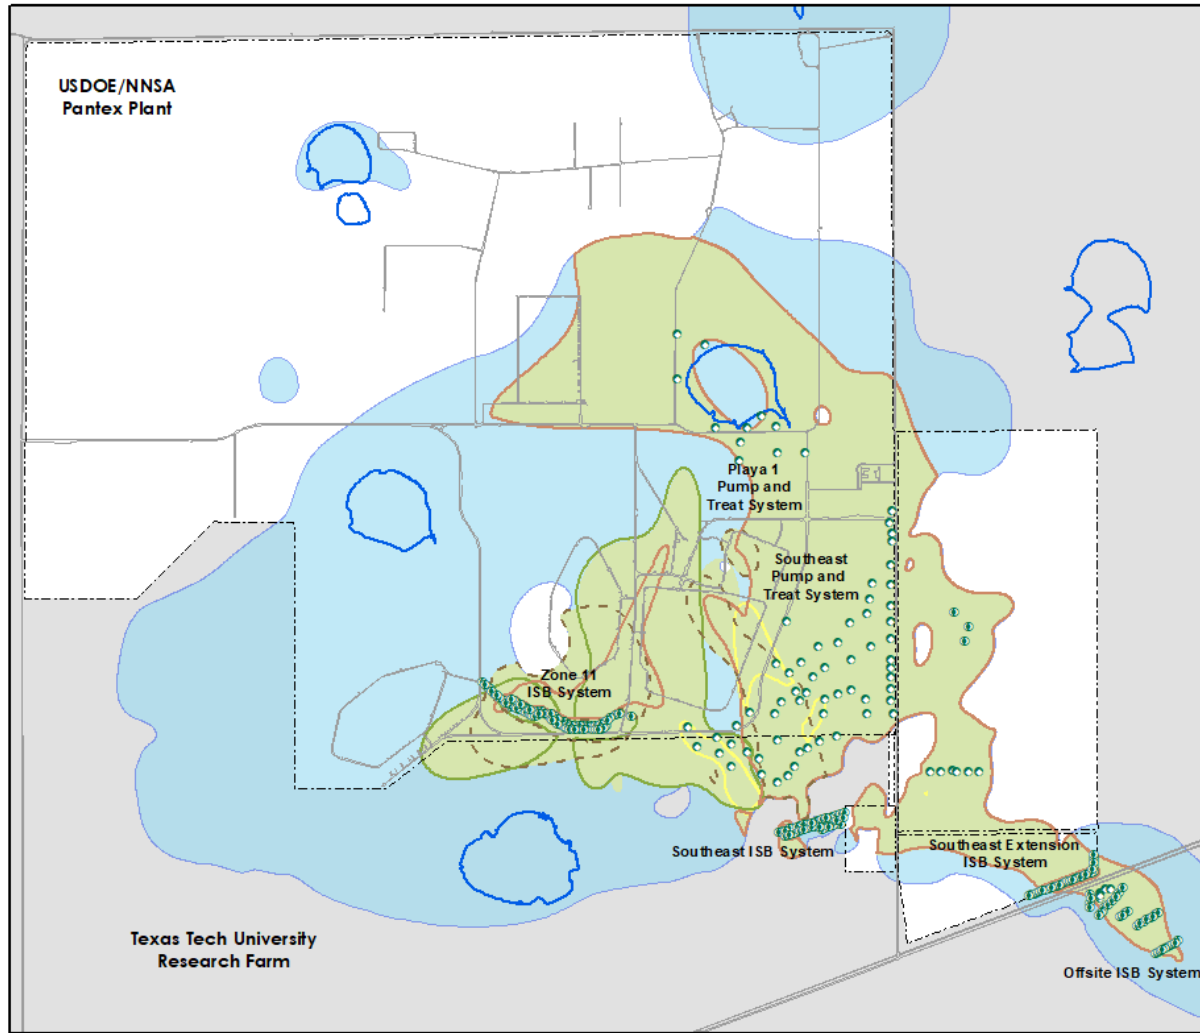 USDOE/NNSA
Pantex Plant
Playa 1
Pump and
Treat System
Southeast
Pump and
Treat System
Zone 11
ISB System
Southeast ISB System
Southeast Extension
ISB System
Texas Tech University
Research Farm
Offsite ISB System